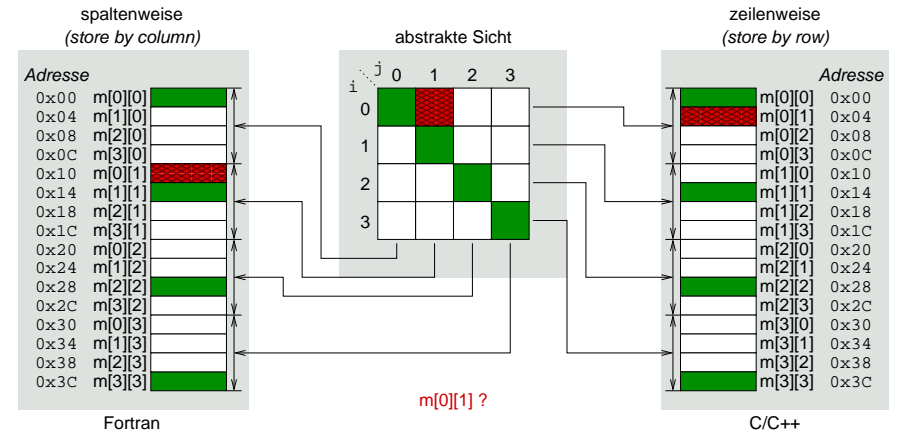 spaltenweise
(store by column)
Adresse
0x00 m[0][0]
0x04 m[1][0]
0x08 m[2][0]
0x0C m[3][0]
0x10 m[0][1]
0x14 m[1][1]
0x18 m[2][1]
0x1C m[3][1]
0x20 m[0][2]
0x24 m[1][2]
0x28 m[2][2]
0x2C m[3][2]
0x30 m[0][3]
0x34 m[1][3]
0x38 m[2][3]
0x3C m[3][3]
Fortran
abstrakte Sicht
j
i
0 1 2 3
0
1
2
3
m[0][1] ?
zeilenweise
(store by row)
Adresse
m[0][0] 0x00
m[0][1] 0x04
m[0][2] 0x08
m[0][3] 0x0C
m[1][0] 0x10
m[1][1] 0x14
m[1][2] 0x18
m[1][3] 0x1C
m[2][0] 0x20
m[2][1] 0x24
m[2][2] 0x28
m[2][3] 0x2C
m[3][0] 0x30
m[3][1] 0x34
m[3][2] 0x38
m[3][3] 0x3C
C/C++